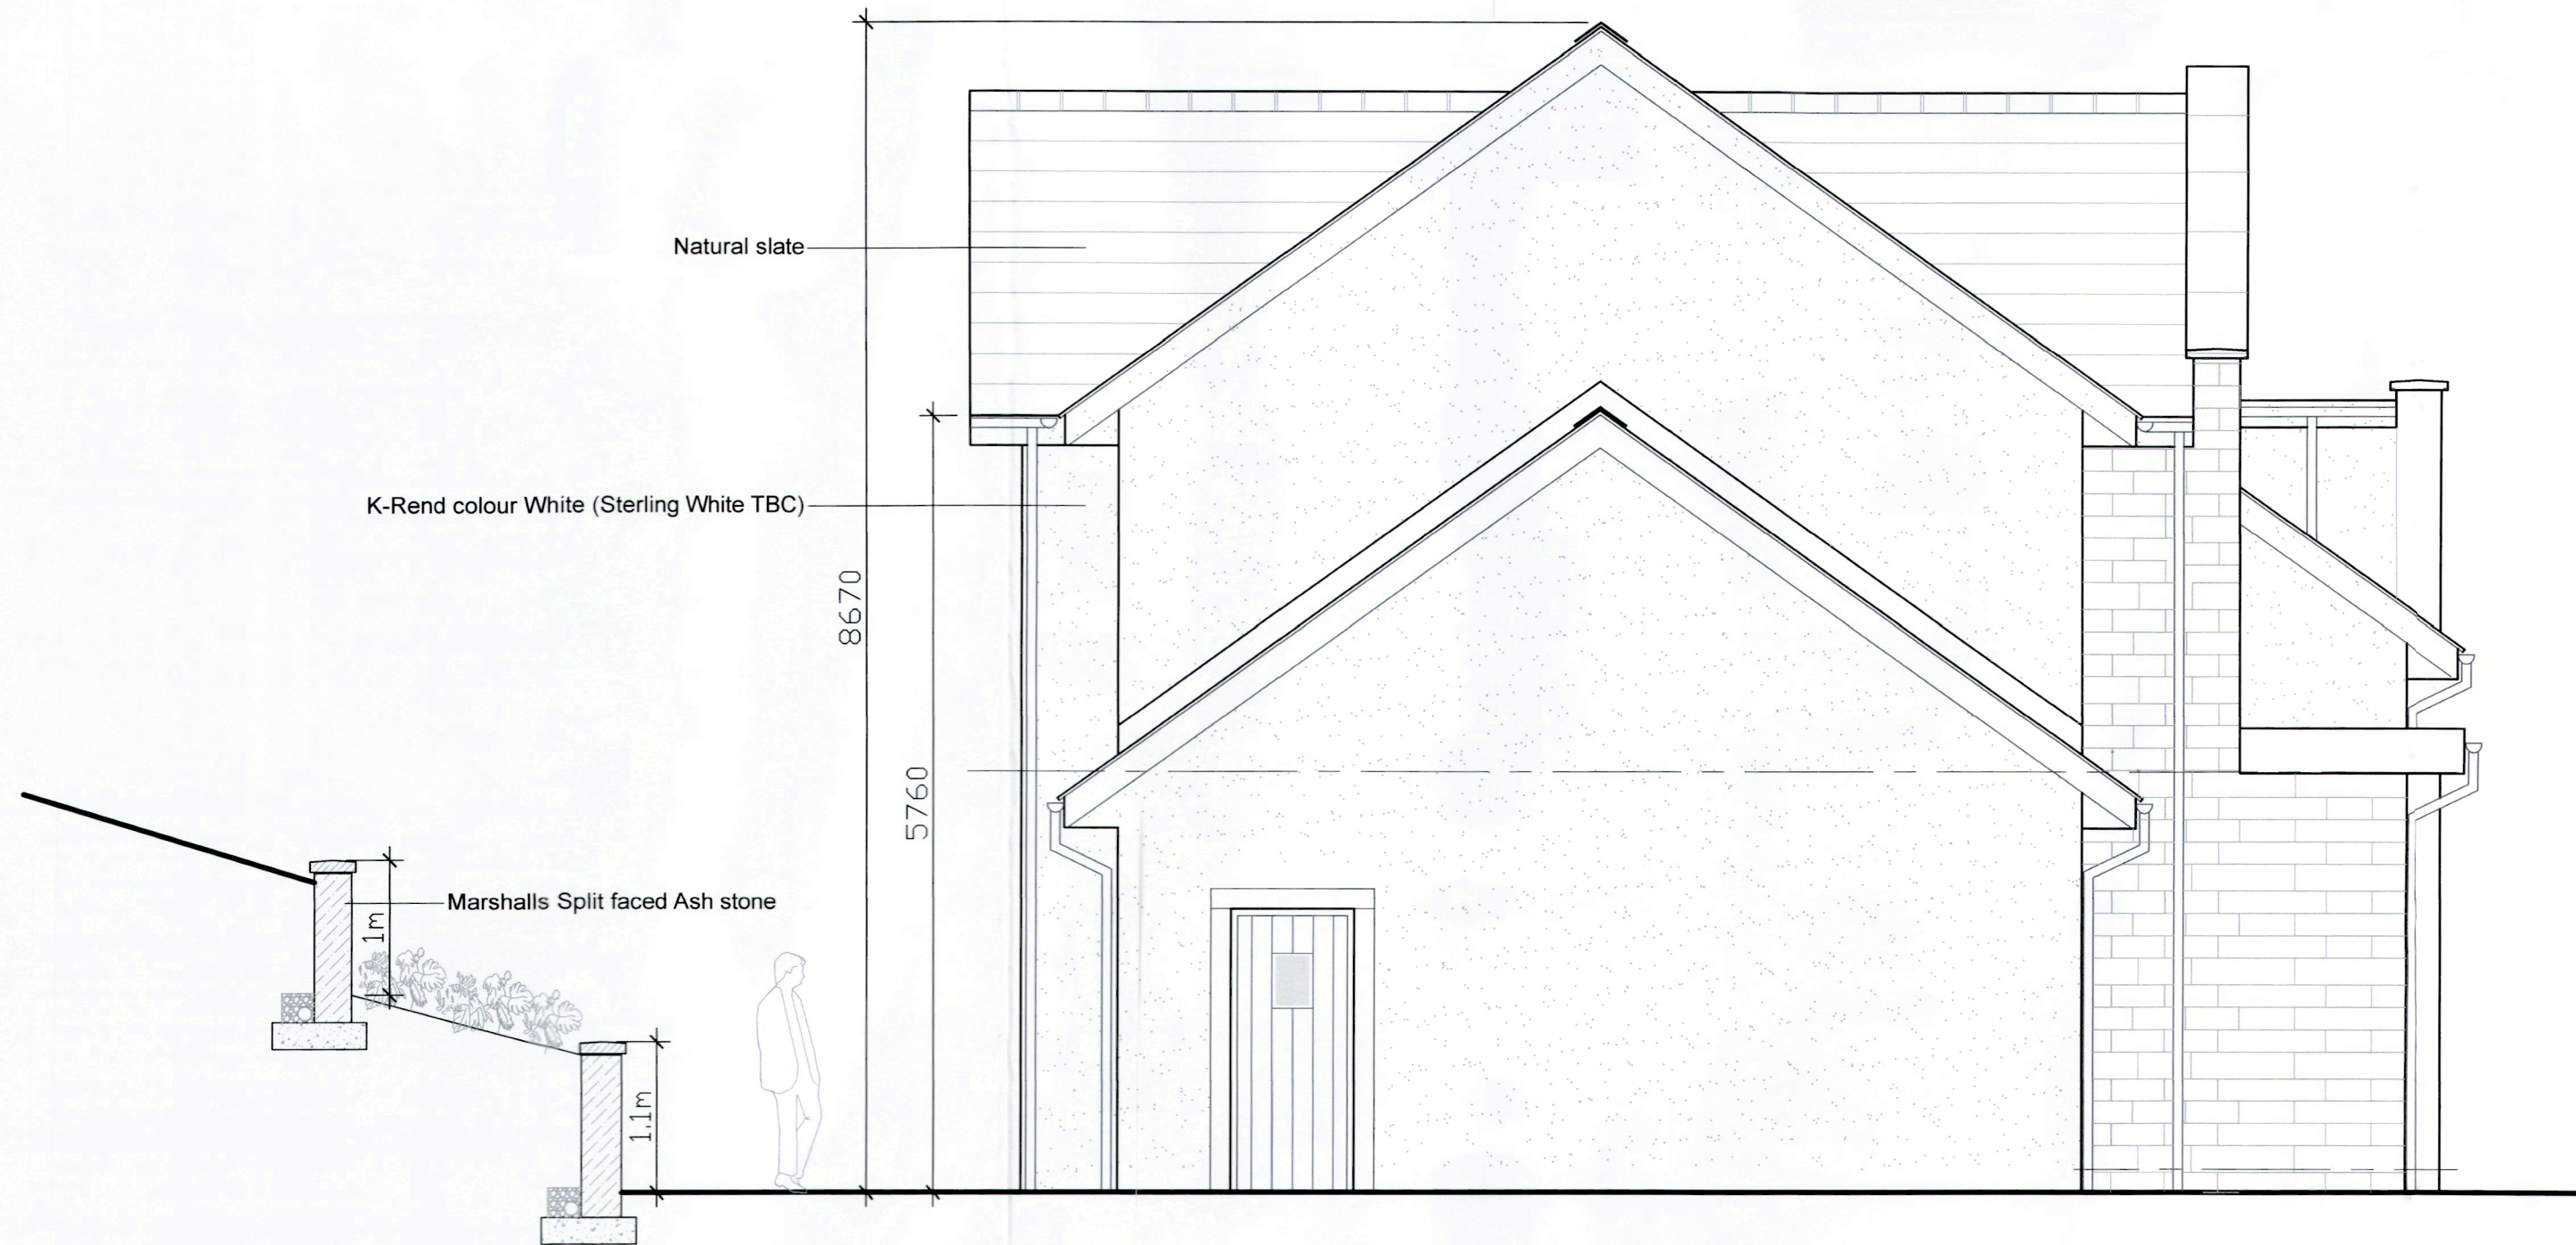 Natural slate
K-Rend colour White (Sterling White TBC)
8670
5760
Marshalls Split faced Ash stone
1m
1.1m